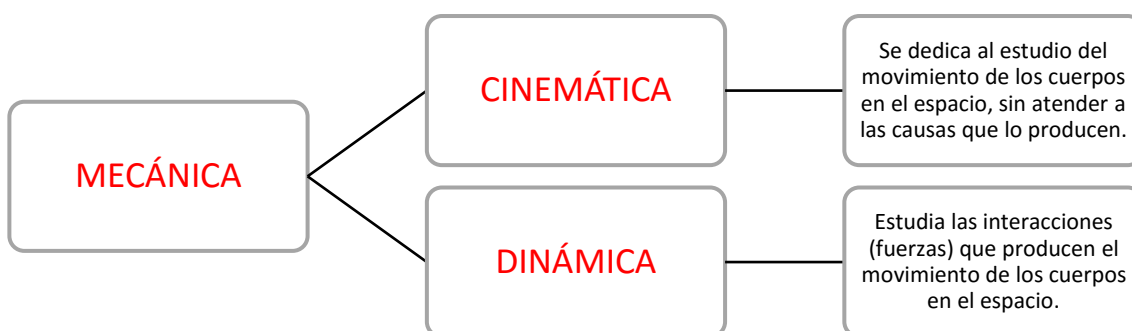 MECÁNICA
CINEMÁTICA
Se dedica al estudio del
movimiento de los cuerpos
en el espacio, sin atender a
las causas que lo producen.
DINÁMICA
Estudia las interacciones
(fuerzas) que producen el
movimiento de los cuerpos
en el espacio.